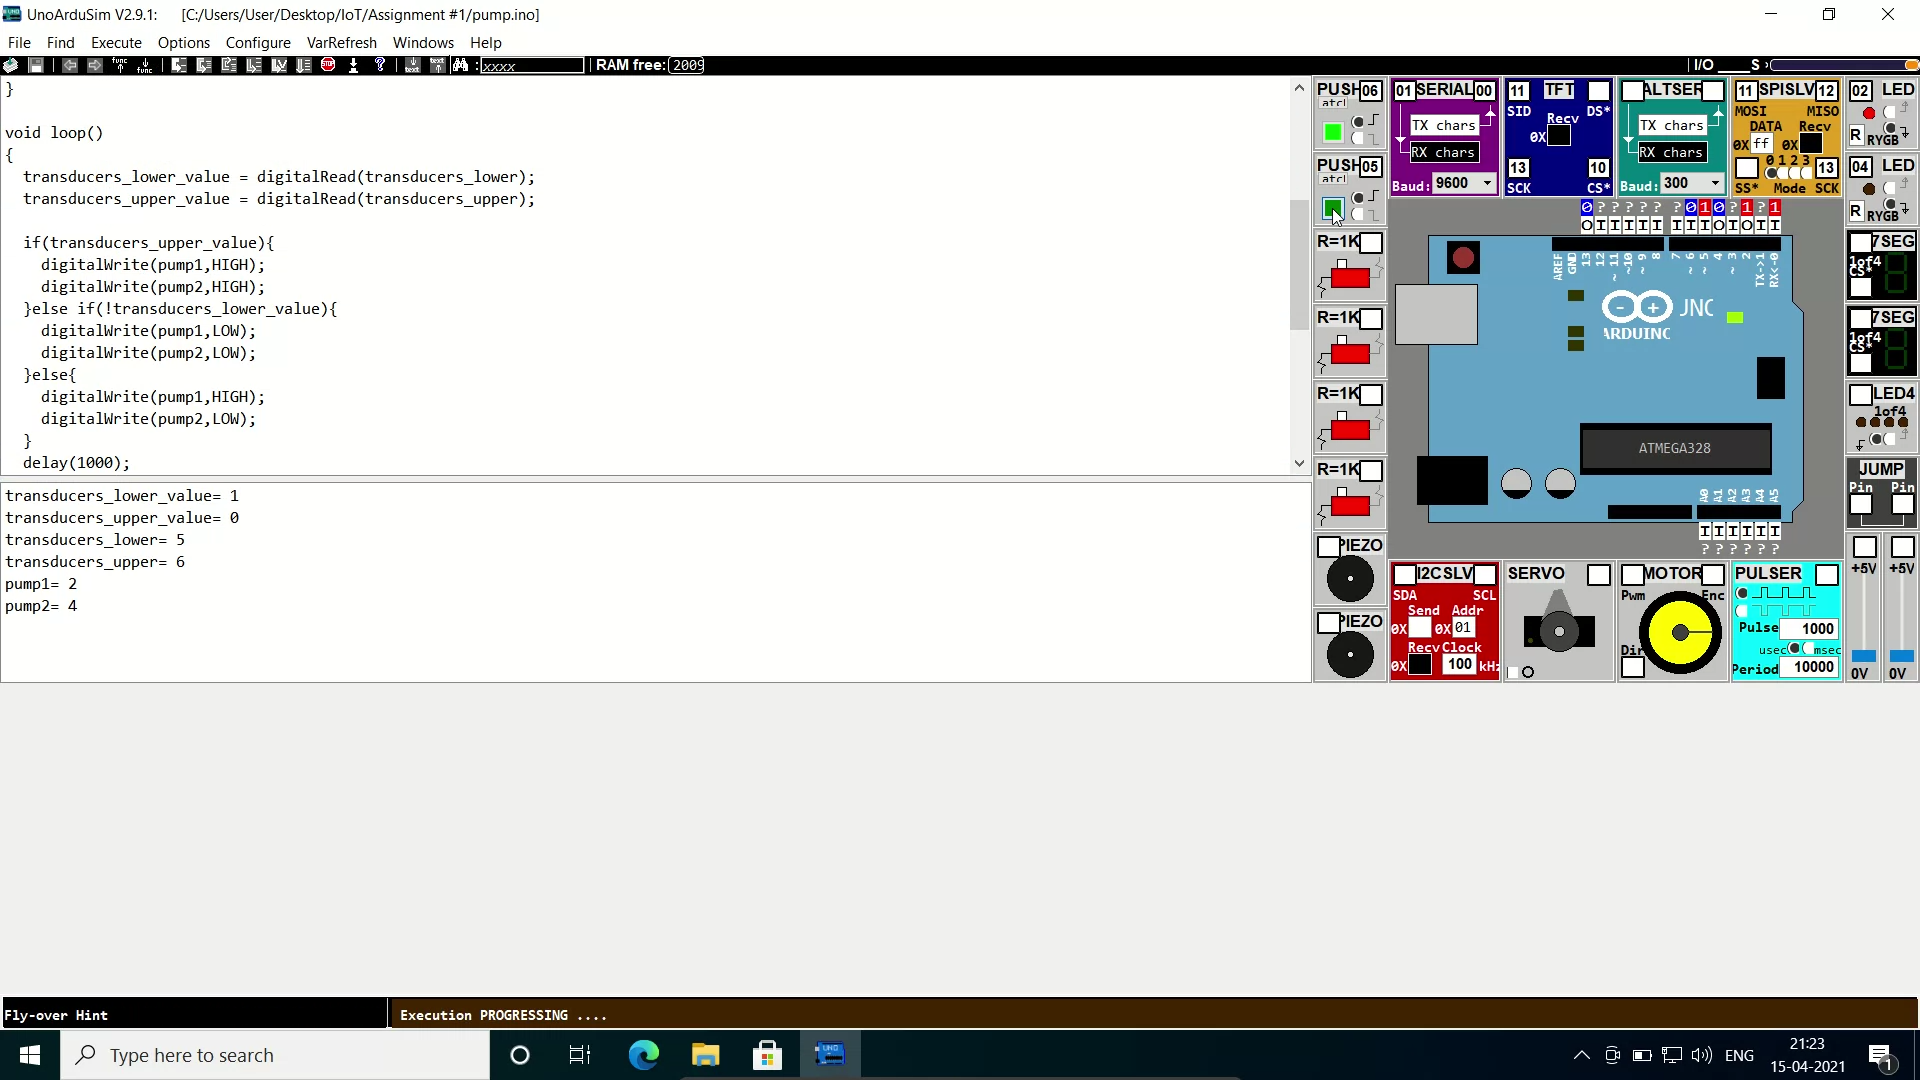 UnoArduSim V2.9.1: [C:/Users/User/Desktop/IoT/Assignment #1/pump.ino]
File Find Execute Options Configure VarRefresh Windows Help
xxxx RAM free: 2009 I/O ____S
}
void loop()
{
transducers_lower_value = digitalRead(transducers_lower);
transducers_upper_value = digitalRead(transducers_upper);
if(transducers_upper_value){
digitalWrite(pump1,HIGH);
digitalWrite(pump2,HIGH);
}else if(!transducers_lower_value){
digitalWrite(pump1,LOW);
digitalWrite(pump2,LOW);
}else{
digitalWrite(pump1,HIGH);
digitalWrite(pump2,LOW);
}
delay(1000);
transducers_lower_value= 1
transducers_upper_value= 0
transducers_lower= 5
transducers_upper= 6
pump1= 2
pump2= 4
PUSH 06
PUSH 05
R=1K
R=1K
R=1K
R=1K
PIEZO
PIEZO
01 SERIAL 00
TX chars
RX chars
Baud: 9600
11 TFT
SID DS*
Recv
0X
13 10
SCK CS*
ALTSER
TX chars
RX chars
Baud: 300
11 SPISLV 12
MOSI MISO
DATA Recv
0X ff 0X
0 1 2 3
13
SS* Mode SCK
02 LED
R RYGB
04 LED
R RYGB
7SEG
1of4
CS*
7SEG
1of4
CS*
LED4
1of4
JUMP
Pin Pin
+5V +5V
0V 0V
0 ? ? ? ? ? ? 0 1 0 ? 1 ? 1
O I I I I I I I I O I O I I
AREF GND 13 12 ~11 ~10 ~9 8 7 ~6 ~5 4 ~3 2 TX->1 RX<-0
UNO
ARDUINO
ATMEGA328
A0 A1 A2 A3 A4 A5
I I I I I I
? ? ? ? ? ?
I2CSLV
SDA SCL
Send Addr
0X 0X 01
Recv Clock
0X 100 kHz
SERVO
MOTOR
Pwm Enc
Dir
PULSER
Pulse 1000
usec msec
Period 10000
Fly-over Hint
Execution PROGRESSING ....
Type here to search
ENG
21:23
15-04-2021
1